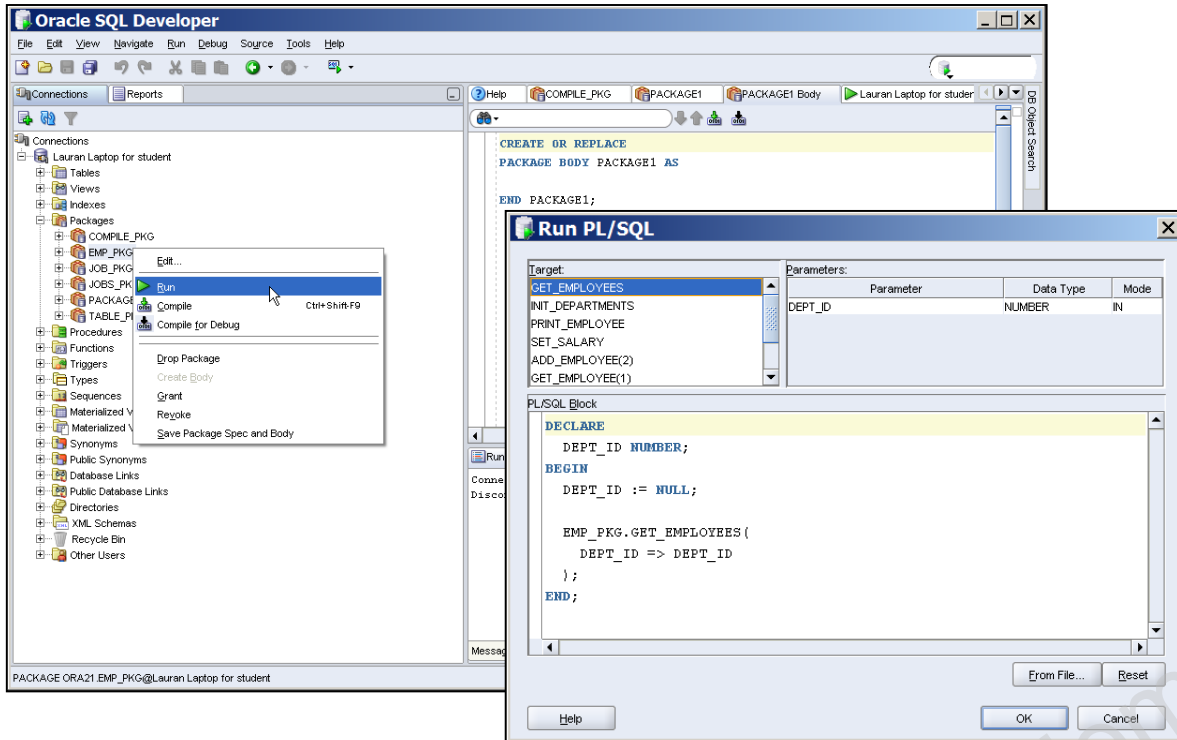 Oracle SQL Developer
File Edit View Navigate Run Debug Source Tools Help
Connections Reports
Connections
Lauran Laptop for student
Tables
Views
Indexes
Packages
COMPILE_PKG
EMP_PKG
JOB_PKG
JOBS_PK
PACKAGE
TABLE_P
Procedures
Functions
Triggers
Types
Sequences
Materialized V
Materialized V
Synonyms
Public Synonyms
Database Links
Public Database Links
Directories
XML Schemas
Recycle Bin
Other Users
Edit...
Run
Compile Ctrl+Shift-F9
Compile for Debug
Drop Package
Create Body
Grant
Revoke
Save Package Spec and Body
Help COMPILE_PKG PACKAGE1 PACKAGE1 Body Lauran Laptop for studer
DB Object Search
CREATE OR REPLACE
PACKAGE BODY PACKAGE1 AS
END PACKAGE1;
Run
Conne
Disco
Messag
PACKAGE ORA21.EMP_PKG@Lauran Laptop for student
Run PL/SQL
Target:
GET_EMPLOYEES
INIT_DEPARTMENTS
PRINT_EMPLOYEE
SET_SALARY
ADD_EMPLOYEE(2)
GET_EMPLOYEE(1)
Parameters:
Parameter Data Type Mode
DEPT_ID NUMBER IN
PL/SQL Block
DECLARE
DEPT_ID NUMBER;
BEGIN
DEPT_ID := NULL;
EMP_PKG.GET_EMPLOYEES(
DEPT_ID => DEPT_ID
);
END;
From File... Reset
Help OK Cancel